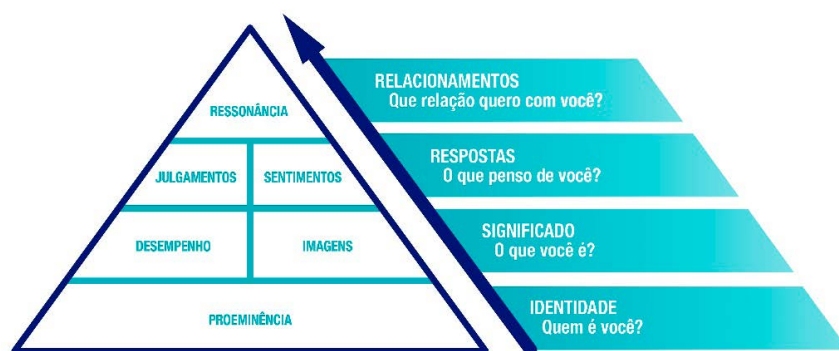 RESSONÂNCIA
JULGAMENTOS
SENTIMENTOS
DESEMPENHO
IMAGENS
PROEMINÊNCIA
RELACIONAMENTOS
Que relação quero com você?
RESPOSTAS
O que penso de você?
SIGNIFICADO
O que você é?
IDENTIDADE
Quem é você?